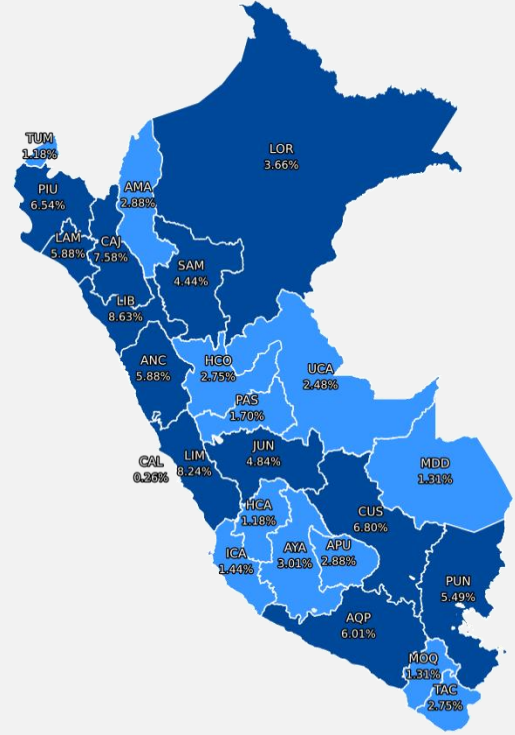 LOR
3.66%
TUM
1.18%
PIU
6.54%
AMA
2.88%
LAM
5.88%
CAJ
7.58%
SAM
4.44%
LIB
8.63%
ANC
5.88%
HCO
2.75%
UCA
2.48%
PAS
1.70%
JUN
4.84%
LIM
8.24%
CAL
0.26%
MDD
1.31%
HCA
1.18%
CUS
6.80%
ICA
1.44%
AYA
3.01%
APU
2.88%
PUN
5.49%
AQP
6.01%
MOQ
1.31%
TAC
2.75%